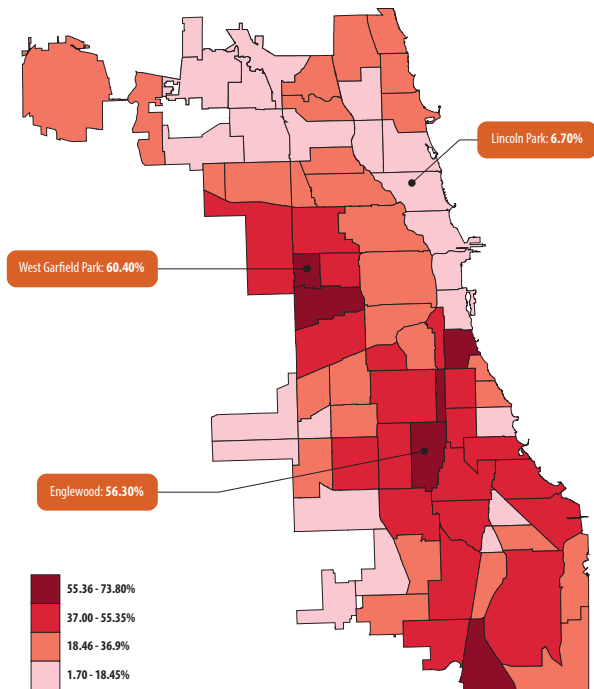 Lincoln Park: 6.70%
West Garfield Park: 60.40%
Englewood: 56.30%
55.36 - 73.80%
37.00 - 55.35%
18.46 - 36.9%
1.70 - 18.45%